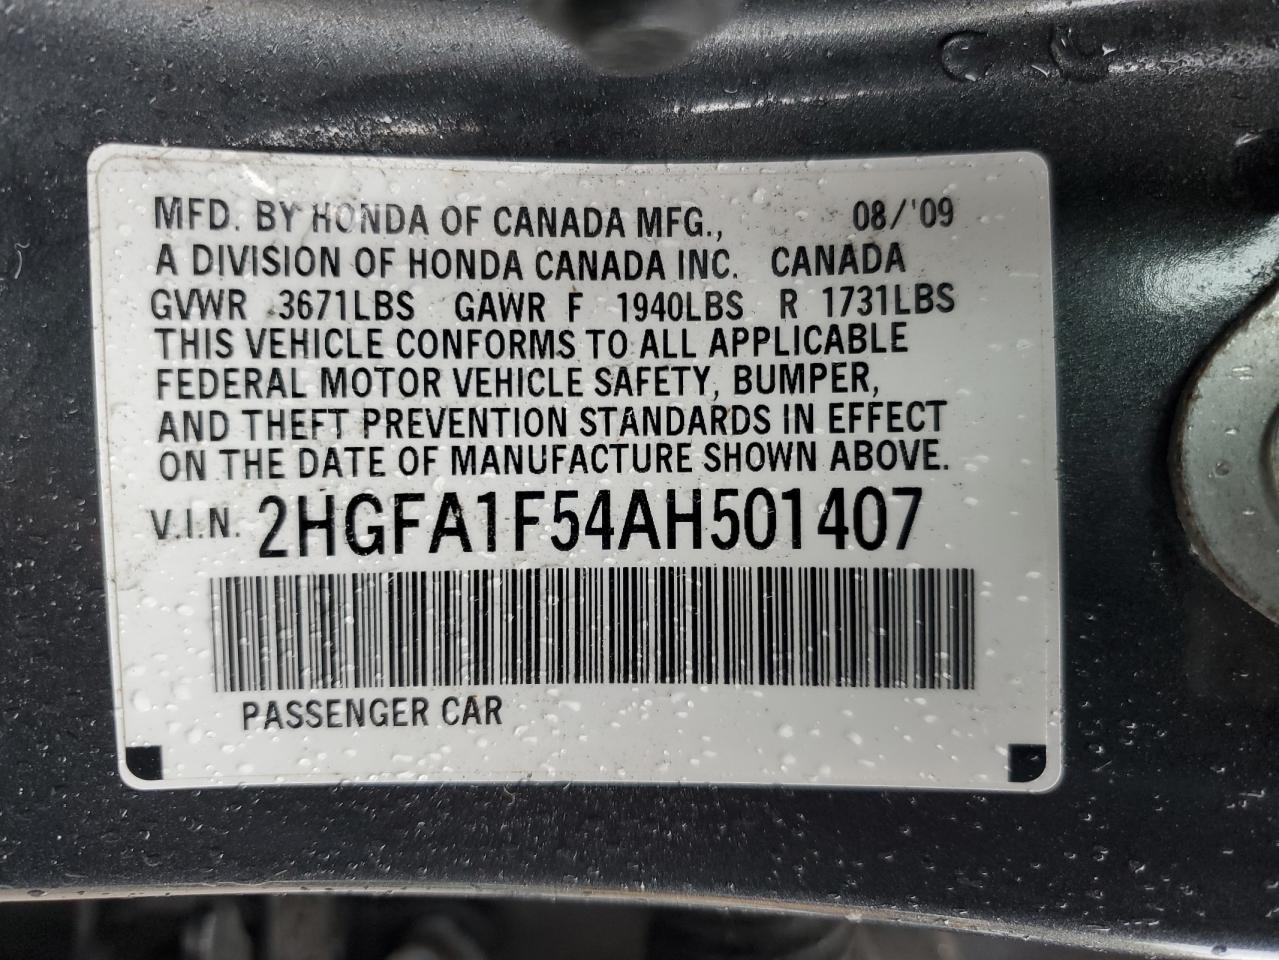 MFD. BY HONDA OF CANADA MFG., 08/'09
A DIVISION OF HONDA CANADA INC. CANADA
GVWR 3671LBS GAWR F 1940LBS R 1731LBS
THIS VEHICLE CONFORMS TO ALL APPLICABLE
FEDERAL MOTOR VEHICLE SAFETY, BUMPER,
AND THEFT PREVENTION STANDARDS IN EFFECT
ON THE DATE OF MANUFACTURE SHOWN ABOVE.
V.I.N. 2HGFA1F54AH501407
PASSENGER CAR